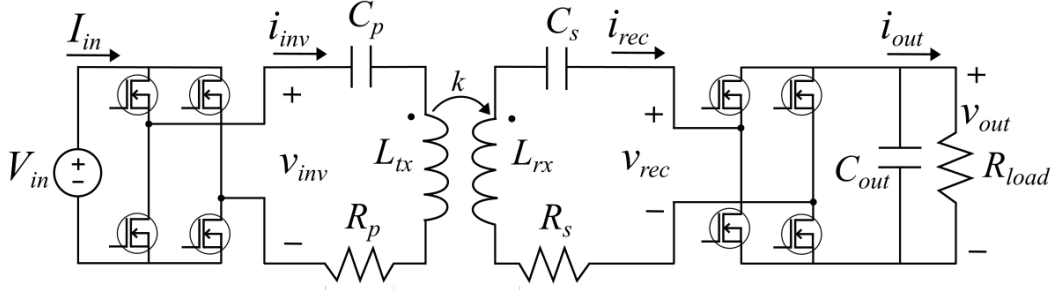 I_in
i_inv
C_p
C_s
i_rec
i_out
k
+
+
+
V_in
+
−
v_inv
L_tx
L_rx
v_rec
C_out
v_out
R_load
R_p
R_s
−
−
−